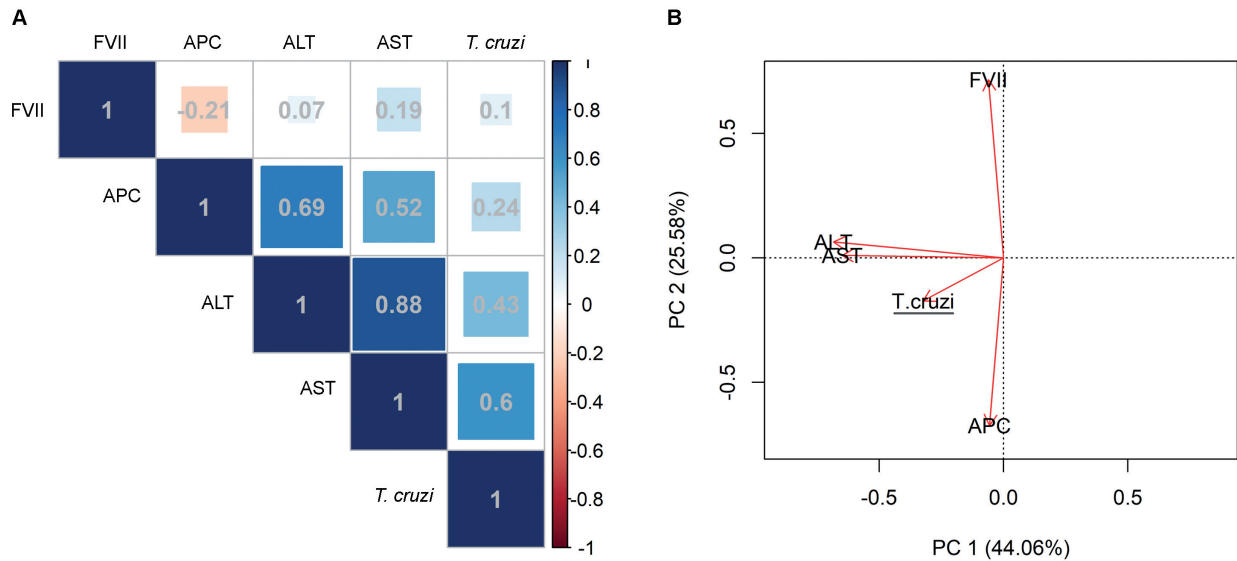 A
FVII APC ALT AST T. cruzi
FVII 1 -0.21 0.07 0.19 0.1
APC 1 0.69 0.52 0.24
ALT 1 0.88 0.43
AST 1 0.6
T. cruzi 1
0.8
0.6
0.4
0.2
0
-0.2
-0.4
-0.6
-0.8
-1
B
FVII
ALT
AST
T.cruzi
APC
0.5
0.0
-0.5
PC 2 (25.58%)
-0.5 0.0 0.5
PC 1 (44.06%)